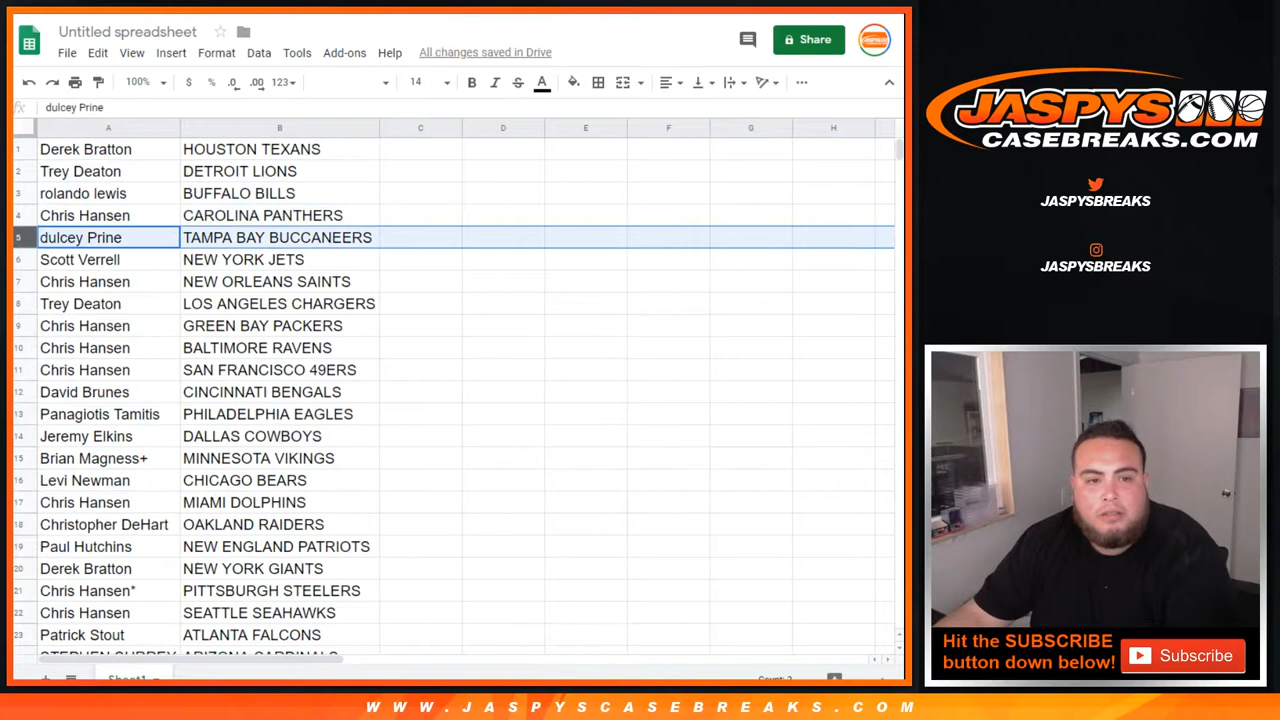 Untitled spreadsheet
File Edit View Insert Format Data Tools Add-ons Help All changes saved in Drive
Share
100% $ % .0 .00 123 14 B I S A
fx dulcey Prine
A B C D E F G H
1 Derek Bratton HOUSTON TEXANS
2 Trey Deaton DETROIT LIONS
3 rolando lewis BUFFALO BILLS
4 Chris Hansen CAROLINA PANTHERS
5 dulcey Prine TAMPA BAY BUCCANEERS
6 Scott Verrell NEW YORK JETS
7 Chris Hansen NEW ORLEANS SAINTS
8 Trey Deaton LOS ANGELES CHARGERS
9 Chris Hansen GREEN BAY PACKERS
10 Chris Hansen BALTIMORE RAVENS
11 Chris Hansen SAN FRANCISCO 49ERS
12 David Brunes CINCINNATI BENGALS
13 Panagiotis Tamitis PHILADELPHIA EAGLES
14 Jeremy Elkins DALLAS COWBOYS
15 Brian Magness+ MINNESOTA VIKINGS
16 Levi Newman CHICAGO BEARS
17 Chris Hansen MIAMI DOLPHINS
18 Christopher DeHart OAKLAND RAIDERS
19 Paul Hutchins NEW ENGLAND PATRIOTS
20 Derek Bratton NEW YORK GIANTS
21 Chris Hansen* PITTSBURGH STEELERS
22 Chris Hansen SEATTLE SEAHAWKS
23 Patrick Stout ATLANTA FALCONS
STEPHEN ARIZONA CARDINALS
Sheet1
JASPYS
CASEBREAKS.COM
JASPYSBREAKS
JASPYSBREAKS
Hit the SUBSCRIBE
button down below!
Subscribe
WWW.JASPYSCASEBREAKS.COM